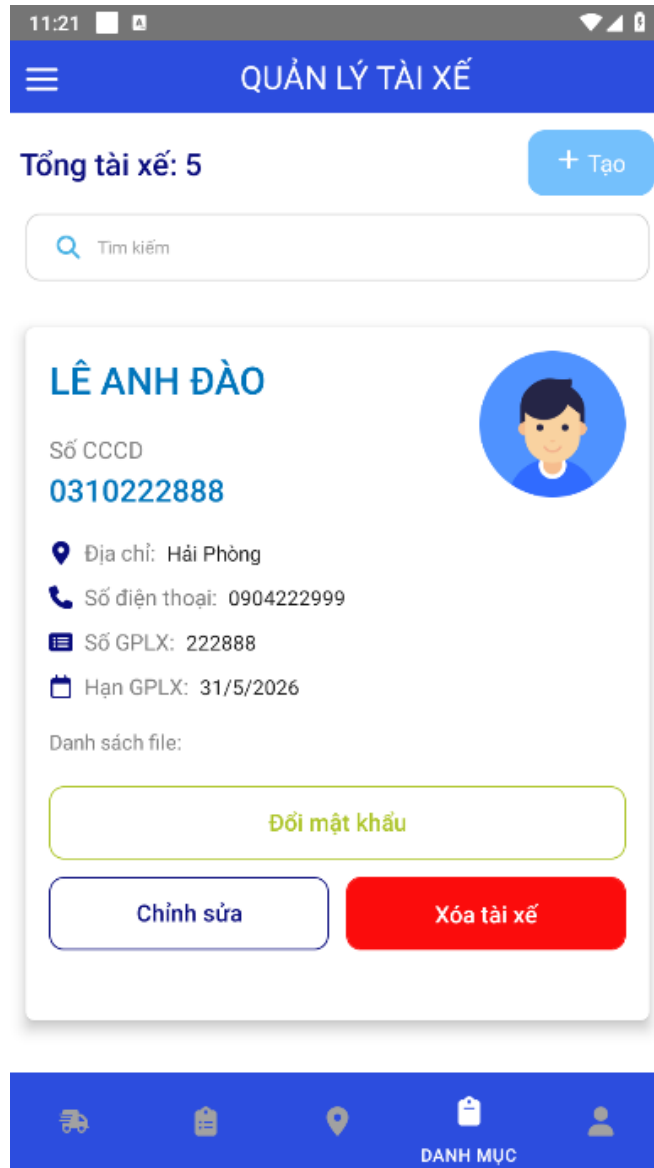 11:21
QUẢN LÝ TÀI XẾ
Tổng tài xế: 5
+ Tạo
Tìm kiếm
LÊ ANH ĐÀO
Số CCCD
0310222888
Địa chỉ: Hải Phòng
Số điện thoại: 0904222999
Số GPLX: 222888
Hạn GPLX: 31/5/2026
Danh sách file:
Đổi mật khẩu
Chỉnh sửa Xóa tài xế
DANH MỤC